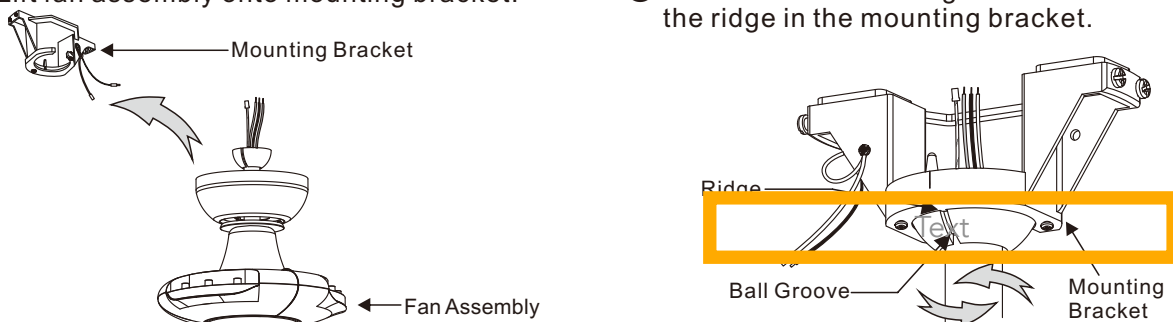 fan assembly onto mounting bracket.
the ridge in the mounting bracket.
Mounting Bracket
Ridge
Text
Ball Groove
Mounting
Bracket
Fan Assembly